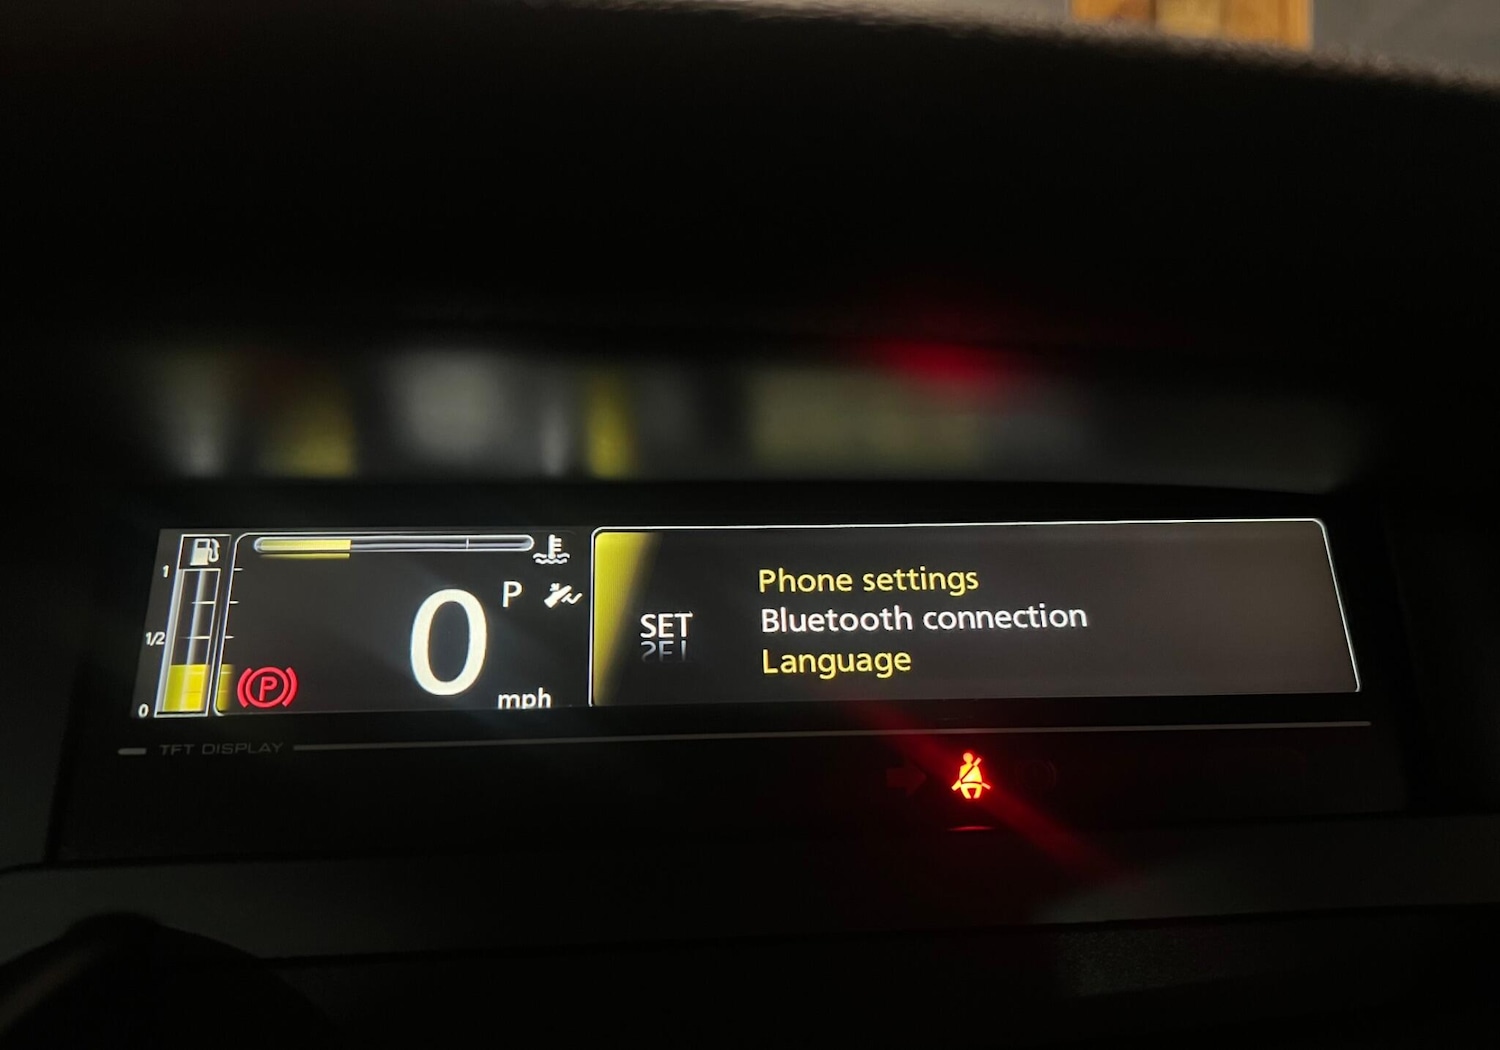 1
1/2
0
P
0
mph
P
SET
Phone settings
Bluetooth connection
Language
TFT DISPLAY